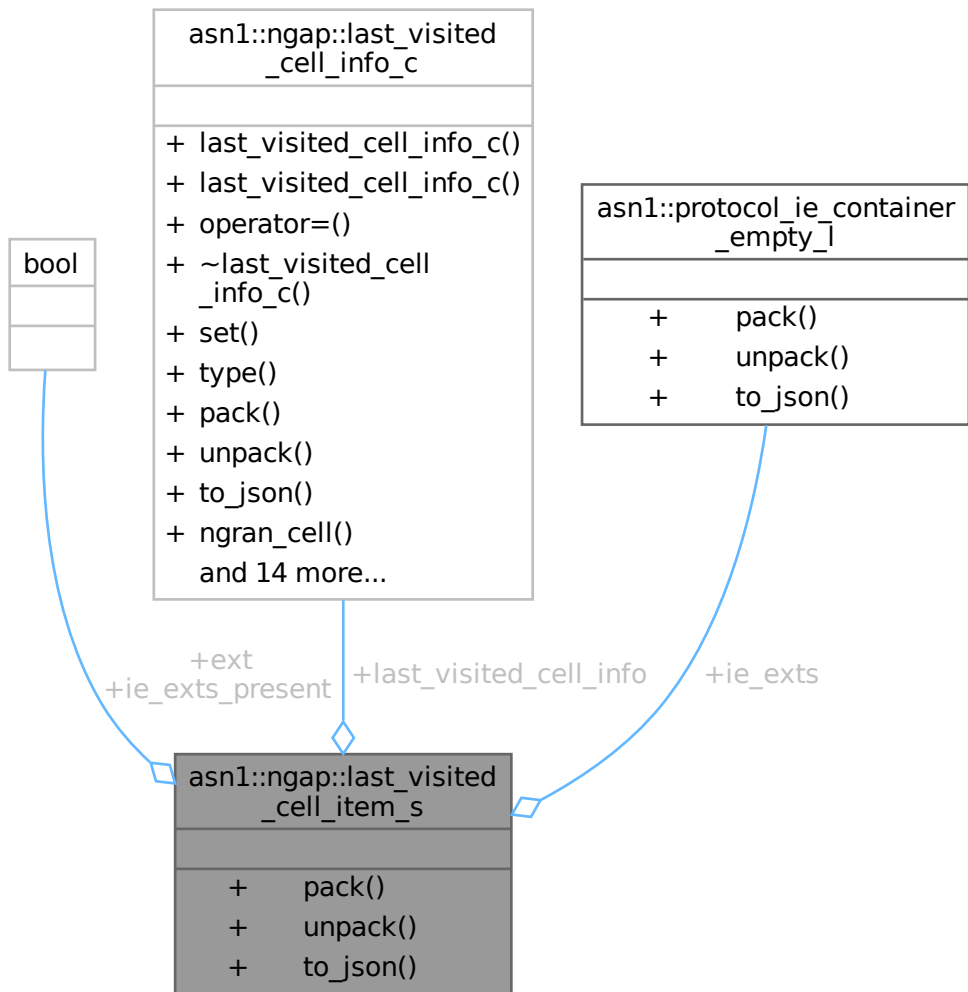 asn1::ngap::last_visited
_cell_info_c
+ last_visited_cell_info_c()
+ last_visited_cell_info_c()
+ operator=()
+ ~last_visited_cell
_info_c()
+ set()
+ type()
+ pack()
+ unpack()
+ to_json()
+ ngran_cell()
and 14 more...
bool
asn1::protocol_ie_container
_empty_l
+ pack()
+ unpack()
+ to_json()
+ext
+ie_exts_present
+last_visited_cell_info
+ie_exts
asn1::ngap::last_visited
_cell_item_s
+ pack()
+ unpack()
+ to_json()